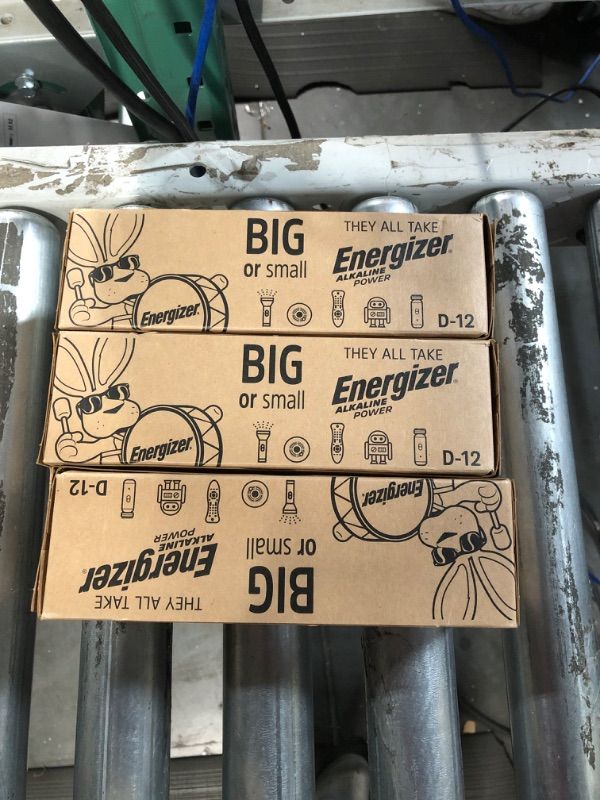 BIG
or small
THEY ALL TAKE
Energizer
ALKALINE
POWER
Energizer
D-12
BIG
or small
THEY ALL TAKE
Energizer
ALKALINE
POWER
Energizer
D-12
BIG
or small
THEY ALL TAKE
Energizer
ALKALINE
POWER
Energizer
D-12